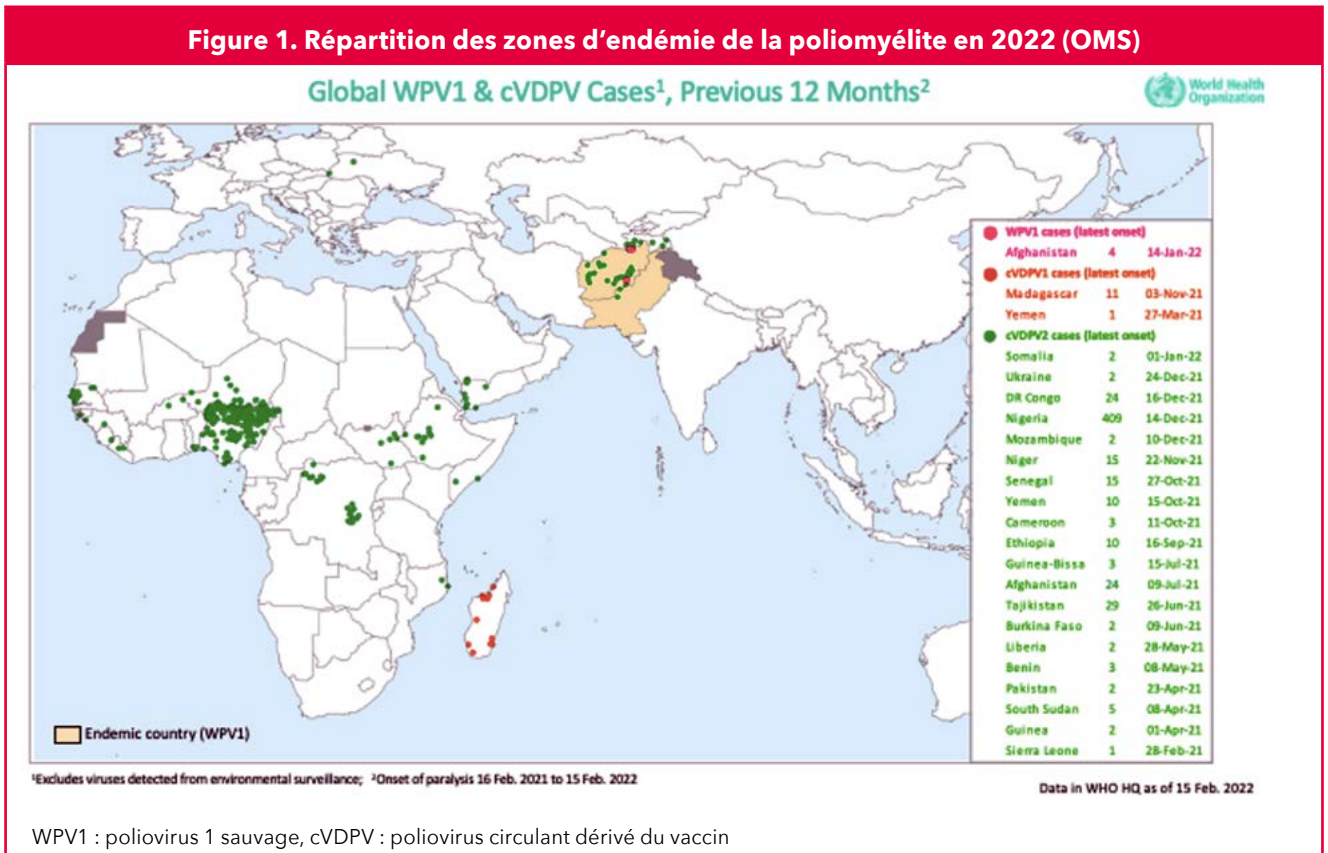 Figure 1. Répartition des zones d’endémie de la poliomyélite en 2022 (OMS)
Global WPV1 & cVDPV Cases¹, Previous 12 Months²
World Health
Organization
WPV1 cases (latest onset)
Afghanistan 4 14-Jan-22
cVDPV1 cases (latest onset)
Madagascar 11 03-Nov-21
Yemen 1 27-Mar-21
cVDPV2 cases (latest onset)
Somalia 2 01-Jan-22
Ukraine 2 24-Dec-21
DR Congo 24 16-Dec-21
Nigeria 409 14-Dec-21
Mozambique 2 10-Dec-21
Niger 15 22-Nov-21
Senegal 15 27-Oct-21
Yemen 10 15-Oct-21
Cameroon 3 11-Oct-21
Ethiopia 10 16-Sep-21
Guinea-Bissa 3 15-Jul-21
Afghanistan 24 09-Jul-21
Tajikistan 29 26-Jun-21
Burkina Faso 2 09-Jun-21
Liberia 2 28-May-21
Benin 3 08-May-21
Pakistan 2 23-Apr-21
South Sudan 5 08-Apr-21
Guinea 2 01-Apr-21
Sierra Leone 1 28-Feb-21
Endemic country (WPV1)
¹Excludes viruses detected from environmental surveillance; ²Onset of paralysis 16 Feb. 2021 to 15 Feb. 2022
Data in WHO HQ as of 15 Feb. 2022
WPV1 : poliovirus 1 sauvage, cVDPV : poliovirus circulant dérivé du vaccin